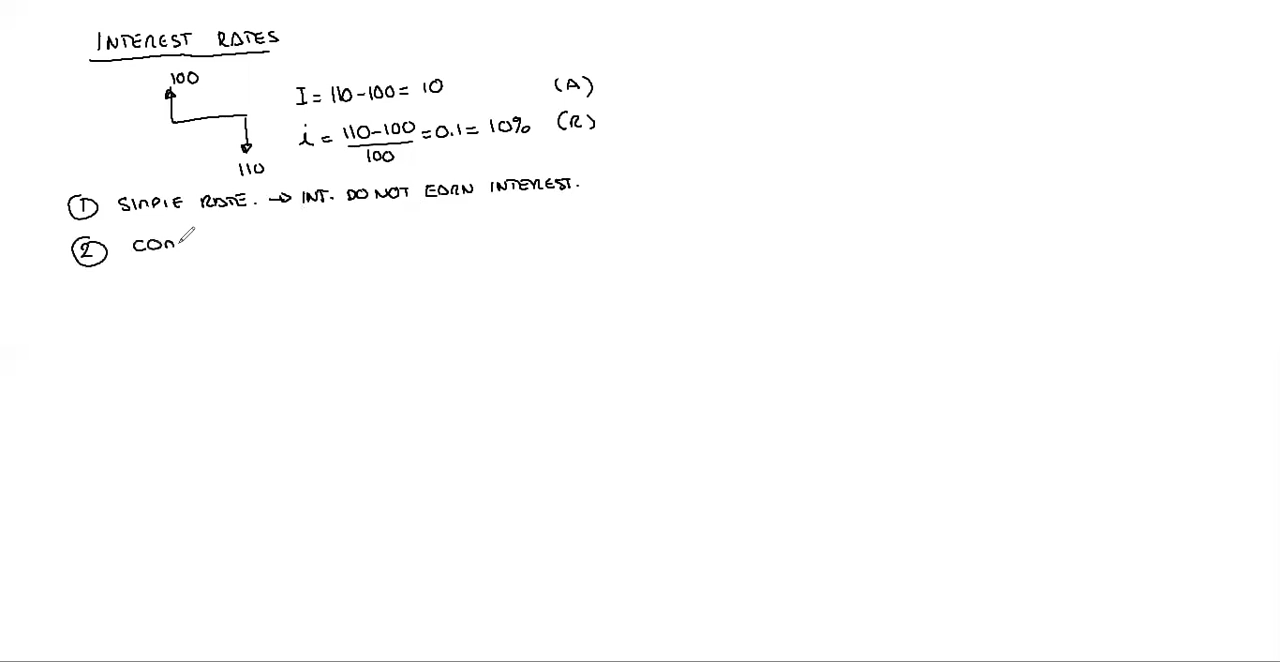 INTEREST RATES
100
I = 110-100 = 10 (A)
i = 110-100 / 100 = 0.1 = 10% (R)
110
① SIMPLE RATE. → INT. DO NOT EARN INTEREST.
② COM